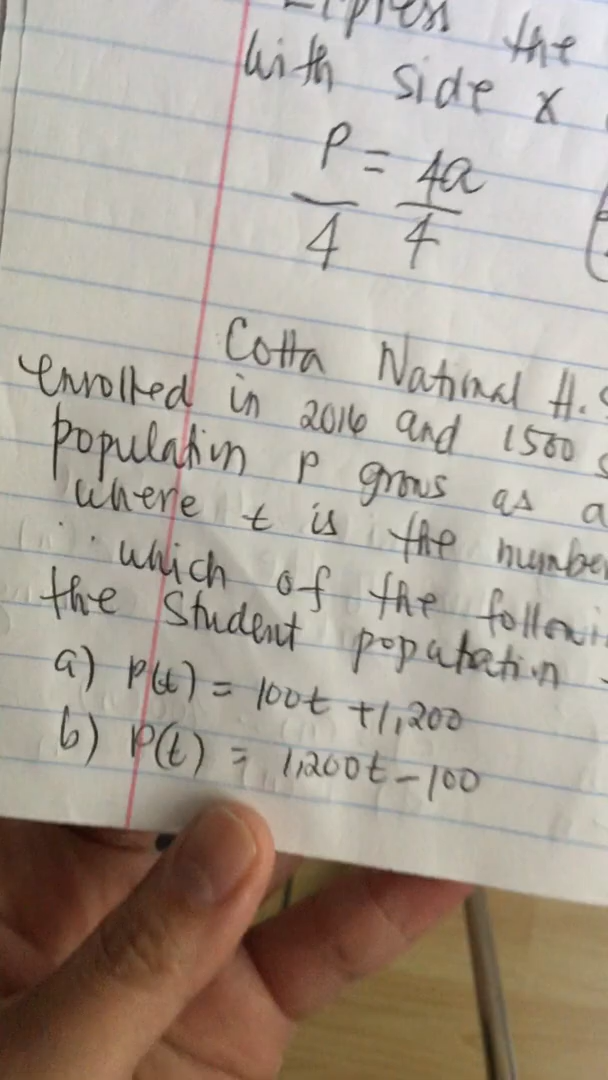 the
with side x
P = 4a
4 4
Cotta National H.S
enrolled in 2016 and 1500 s
population p grows as a
where t is the number
which of the followi
the student population
a) P(t) = 100t +1,200
b) P(t) = 1,200t - 100